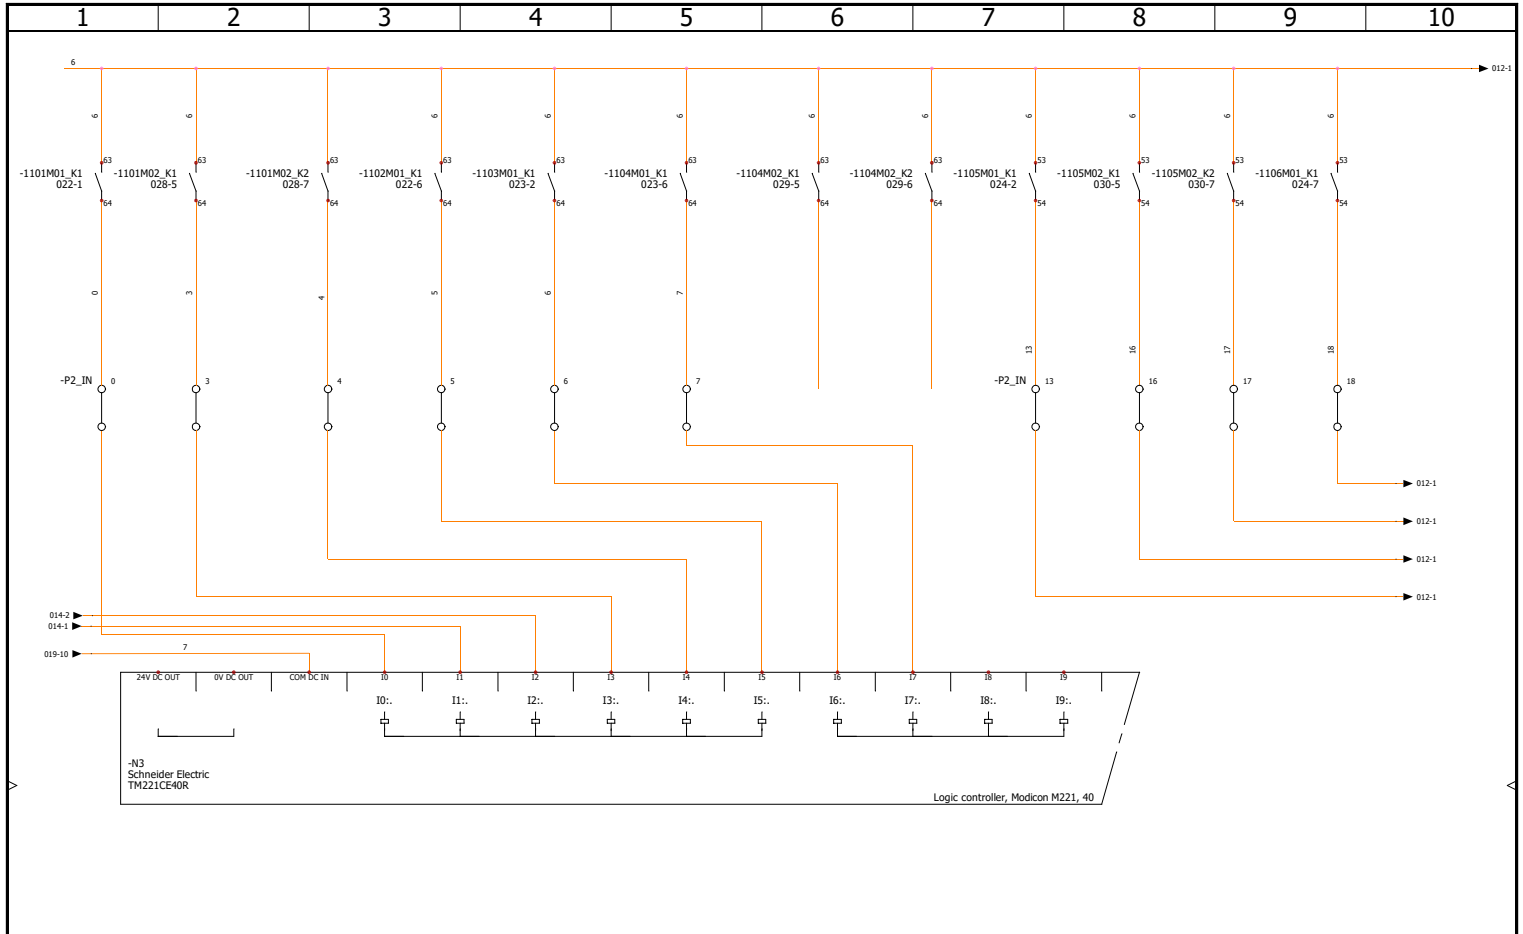 1 2 3 4 5 6 7 8 9 10
6 012-1
6 6 6 6 6 6 6 6 6 6 6
63 63 63 63 63 63 63 63 53 53 53 53
-1101M01_K1 -1101M02_K1 -1101M02_K2 -1102M01_K1 -1103M01_K1 -1104M01_K1 -1104M02_K1 -1104M02_K2 -1105M01_K1 -1105M02_K1 -1105M02_K2 -1106M01_K1
022-1 028-5 028-7 022-6 023-2 023-6 029-5 029-6 024-2 030-5 030-7 024-7
64 64 64 64 64 64 64 64 54 54 54 54
0 3 4 5 6 7
13 16 17 18
-P2_IN 0 3 4 5 6 7 -P2_IN 13 16 17 18
012-1
012-1
012-1
012-1
014-2
014-1
019-10 7
24V DC OUT 0V DC OUT COM DC IN I0 I1 I2 I3 I4 I5 I6 I7 I8 I9
I0:. I1:. I2:. I3:. I4:. I5:. I6:. I7:. I8:. I9:.
-N3
Schneider Electric
TM221CE40R
Logic controller, Modicon M221, 40